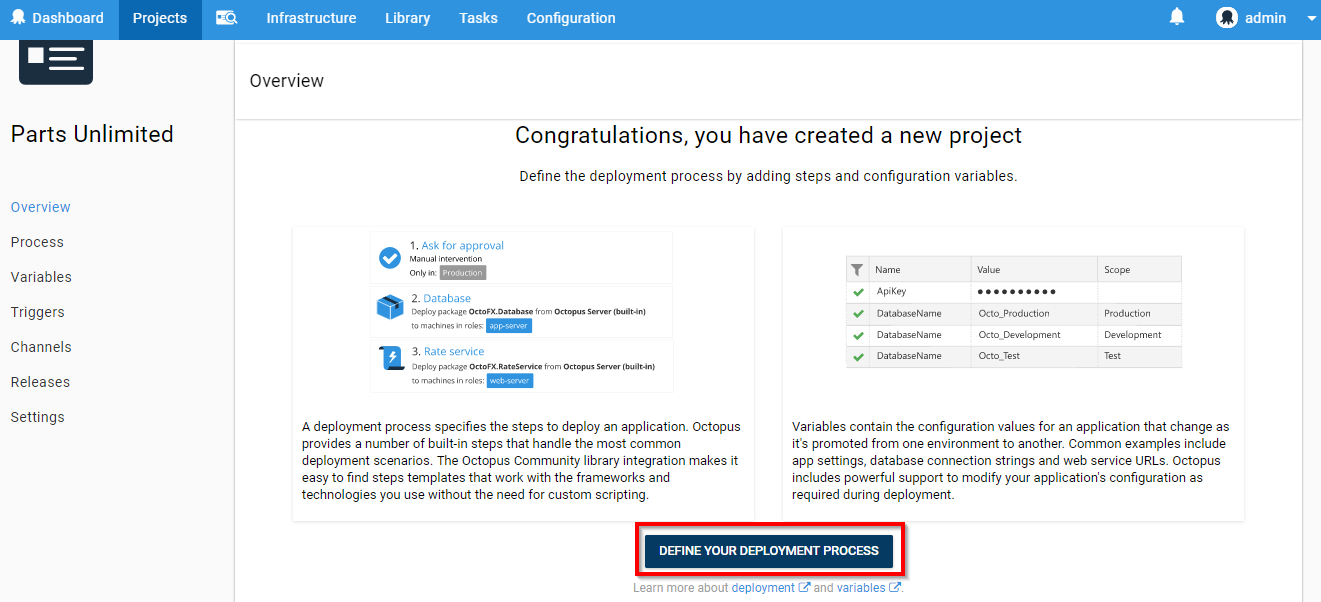 Dashboard Projects Infrastructure Library Tasks Configuration admin
Overview
Parts Unlimited
Overview
Process
Variables
Triggers
Channels
Releases
Settings
Congratulations, you have created a new project
Define the deployment process by adding steps and configuration variables.
1. Ask for approval
Manual intervention
Only in: Production
2. Database
Deploy package OctoFX.Database from Octopus Server (built-in)
to machines in roles: app-server
3. Rate service
Deploy package OctoFX.RateService from Octopus Server (built-in)
to machines in roles: web-server
A deployment process specifies the steps to deploy an application. Octopus
provides a number of built-in steps that handle the most common
deployment scenarios. The Octopus Community library integration makes it
easy to find steps templates that work with the frameworks and
technologies you use without the need for custom scripting.
Name Value Scope
ApiKey ●●●●●●●●●●
DatabaseName Octo_Production Production
DatabaseName Octo_Development Development
DatabaseName Octo_Test Test
Variables contain the configuration values for an application that change as
it's promoted from one environment to another. Common examples include
app settings, database connection strings and web service URLs. Octopus
includes powerful support to modify your application's configuration as
required during deployment.
DEFINE YOUR DEPLOYMENT PROCESS
Learn more about deployment and variables.